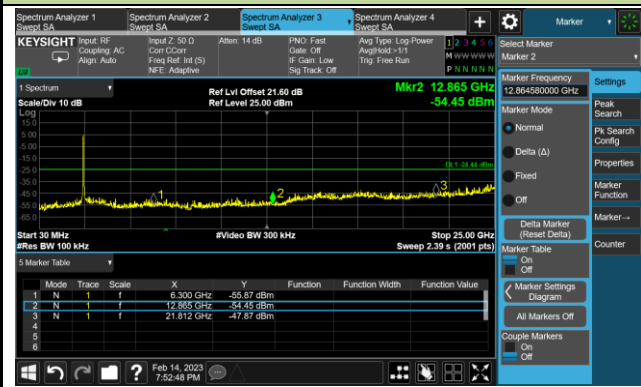 Spectrum Analyzer 1
Swept SA
Spectrum Analyzer 2
Swept SA
Spectrum Analyzer 3
Swept SA
Spectrum Analyzer 4
Swept SA
+
Marker
KEYSIGHT
Input: RF
Coupling: AC
Align: Auto
Input Z: 50 Ω
Corr CCorr
Freq Ref: Int (S)
NFE: Adaptive
Atten: 14 dB
PNO: Fast
Gate: Off
IF Gain: Low
Sig Track: Off
Avg Type: Log-Power
Avg|Hold:>1/1
Trig: Free Run
1 2 3 4 5 6
M W W W W W
P N N N N N
Select Marker
Marker 2
LXI
1 Spectrum
Scale/Div 10 dB
Log
Ref Lvl Offset 21.60 dB
Ref Level 25.00 dBm
Mkr2 12.865 GHz
-54.45 dBm
15.0
5.00
-5.00
-15.0
-25.0
-35.0
-45.0
-55.0
-65.0
DL1 -24.44 dBm
1
2
3
Start 30 MHz
#Res BW 100 kHz
#Video BW 300 kHz
Stop 25.00 GHz
Sweep 2.39 s (2001 pts)
5 Marker Table
Mode Trace Scale X Y Function Function Width Function Value
1 N 1 f 6.300 GHz -55.87 dBm
2 N 1 f 12.865 GHz -54.45 dBm
3 N 1 f 21.812 GHz -47.87 dBm
4
5
6
Marker Frequency
12.864580000 GHz
Marker Mode
Normal
Delta (Δ)
Fixed
Off
Delta Marker
(Reset Delta)
Marker Table
On
Off
Marker Settings
Diagram
All Markers Off
Couple Markers
On
Off
Settings
Peak
Search
Pk Search
Config
Properties
Marker
Function
Marker→
Counter
?
Feb 14, 2023
7:52:48 PM